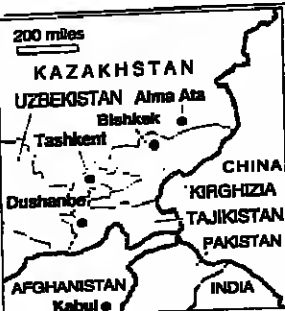 200 miles
KAZAKHSTAN
UZBEKISTAN Alma Ata
Bishkek
Tashkent
CHINA
KIRGHIZIA
Dushanbe
TAJIKISTAN
PAKISTAN
AFGHANISTAN
INDIA
Kabul